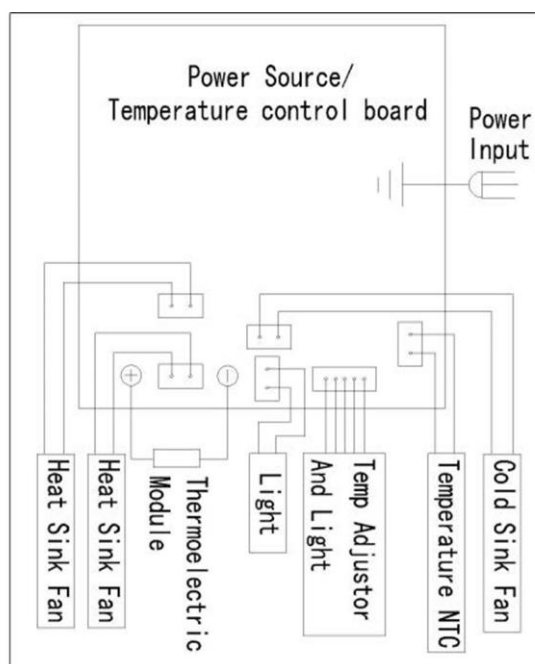 Power Source/
Temperature control board
Power
Input
+
-
Heat Sink Fan
Heat Sink Fan
Thermoelectric
Module
Light
Temp Adjustor
And Light
Temperature NTC
Cold Sink Fan